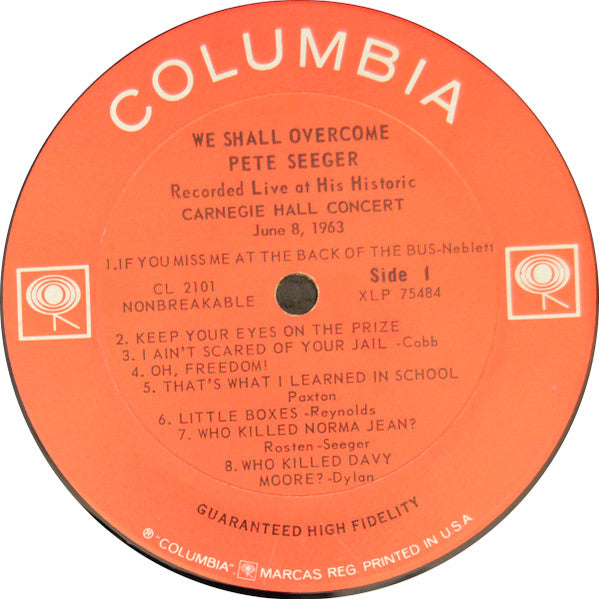 COLUMBIA
WE SHALL OVERCOME
PETE SEEGER
Recorded Live at His Historic
CARNEGIE HALL CONCERT
June 8, 1963
1.IF YOU MISS ME AT THE BACK OF THE BUS-Neblett
CL 2101 Side 1
NONBREAKABLE XLP 75484
2. KEEP YOUR EYES ON THE PRIZE
3. I AIN'T SCARED OF YOUR JAIL -Cobb
4. OH, FREEDOM!
5. THAT'S WHAT I LEARNED IN SCHOOL
Paxton
6. LITTLE BOXES -Reynolds
7. WHO KILLED NORMA JEAN?
Rosten -Seeger
8. WHO KILLED DAVY
MOORE? -Dylan
GUARANTEED HIGH FIDELITY
® "COLUMBIA", MARCAS REG. PRINTED IN U.S.A.